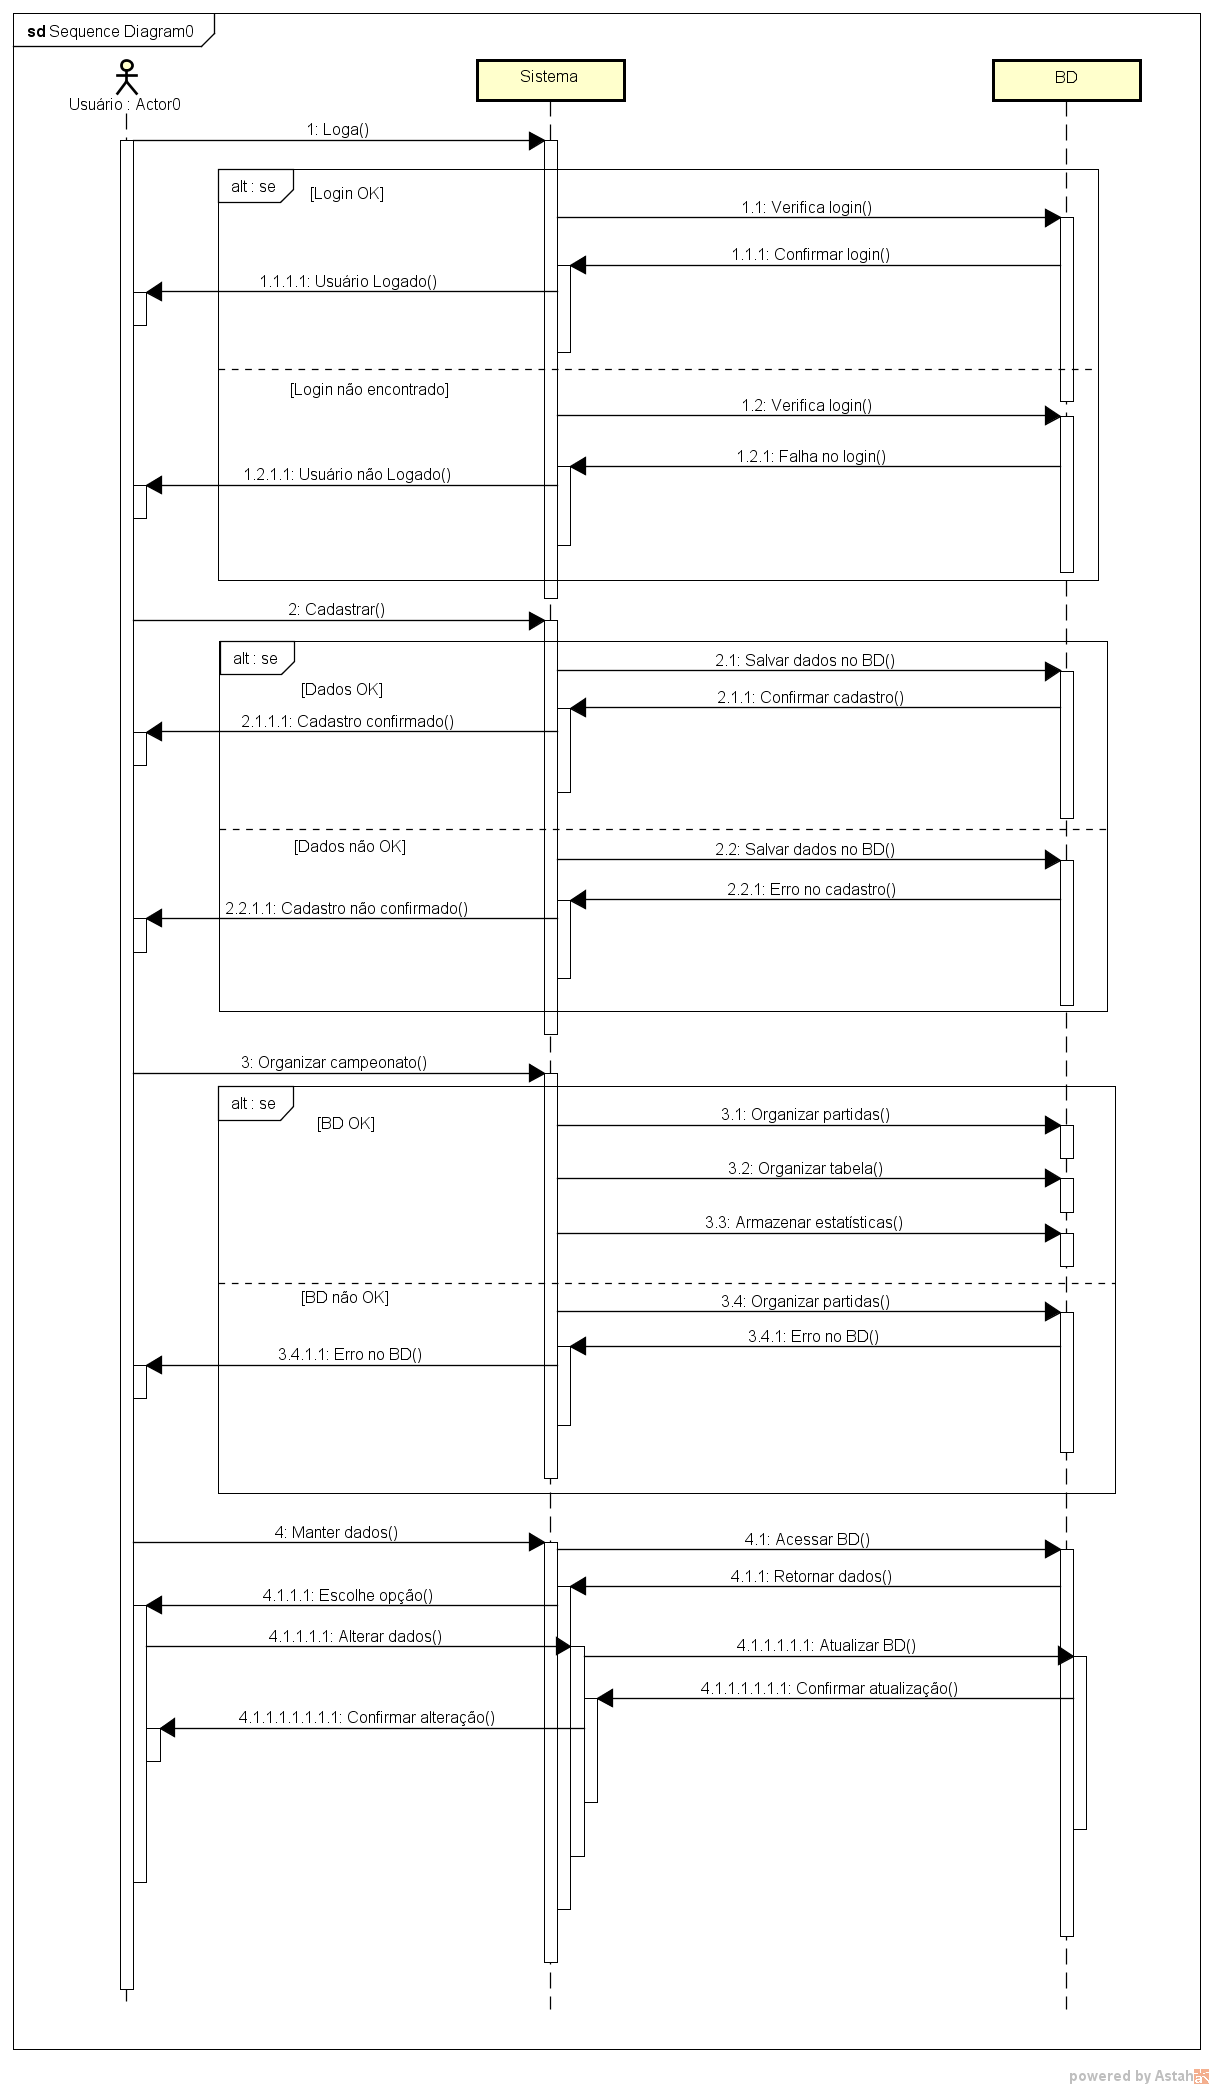 sd Sequence Diagram0
Usuário : Actor0
Sistema
BD
1: Loga()
alt : se
[Login OK]
1.1: Verifica login()
1.1.1: Confirmar login()
1.1.1.1: Usuário Logado()
[Login não encontrado]
1.2: Verifica login()
1.2.1: Falha no login()
1.2.1.1: Usuário não Logado()
2: Cadastrar()
alt : se
[Dados OK]
2.1: Salvar dados no BD()
2.1.1: Confirmar cadastro()
2.1.1.1: Cadastro confirmado()
[Dados não OK]
2.2: Salvar dados no BD()
2.2.1: Erro no cadastro()
2.2.1.1: Cadastro não confirmado()
3: Organizar campeonato()
alt : se
[BD OK]
3.1: Organizar partidas()
3.2: Organizar tabela()
3.3: Armazenar estatísticas()
[BD não OK]
3.4: Organizar partidas()
3.4.1: Erro no BD()
3.4.1.1: Erro no BD()
4: Manter dados()
4.1: Acessar BD()
4.1.1: Retornar dados()
4.1.1.1: Escolhe opção()
4.1.1.1.1: Alterar dados()
4.1.1.1.1.1: Atualizar BD()
4.1.1.1.1.1.1: Confirmar atualização()
4.1.1.1.1.1.1.1: Confirmar alteração()
powered by Astah